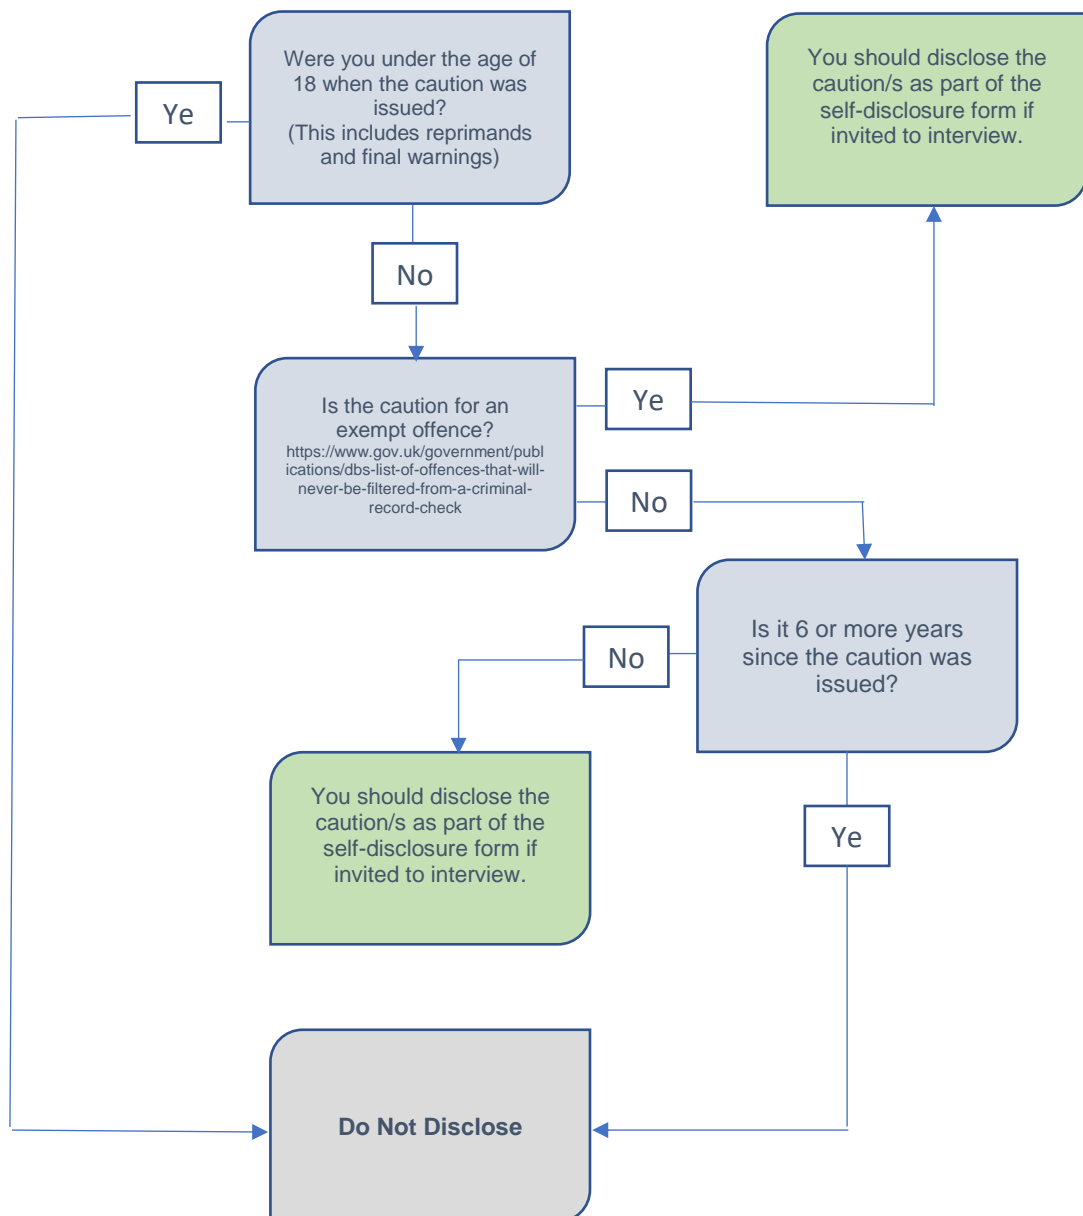 Were you under the age of
18 when the caution was
issued?
(This includes reprimands
and final warnings)
You should disclose the
caution/s as part of the
self-disclosure form if
invited to interview.
Ye
No
Is the caution for an
exempt offence?
https://www.gov.uk/government/publ
ications/dbs-list-of-offences-that-will-
never-be-filtered-from-a-criminal-
record-check
Ye
No
Is it 6 or more years
since the caution was
issued?
No
You should disclose the
caution/s as part of the
self-disclosure form if
invited to interview.
Ye
Do Not Disclose